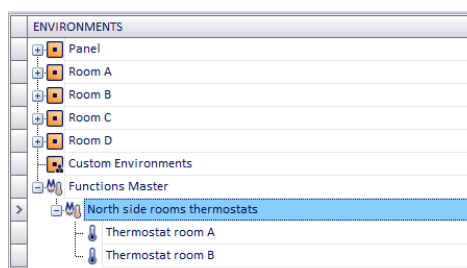 ENVIRONMENTS
Panel
Room A
Room B
Room C
Room D
Custom Environments
Functions Master
North side rooms thermostats
Thermostat room A
Thermostat room B